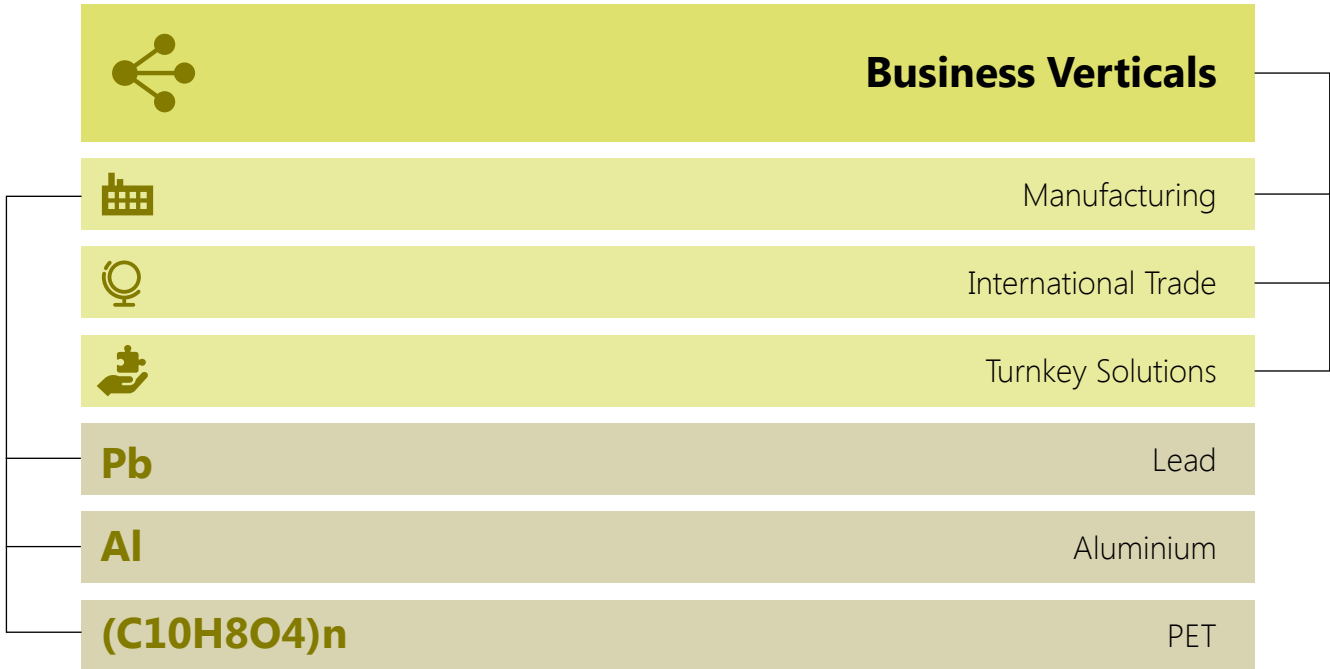 Business Verticals
Manufacturing
International Trade
Turnkey Solutions
Pb Lead
Al Aluminium
(C10H8O4)n PET